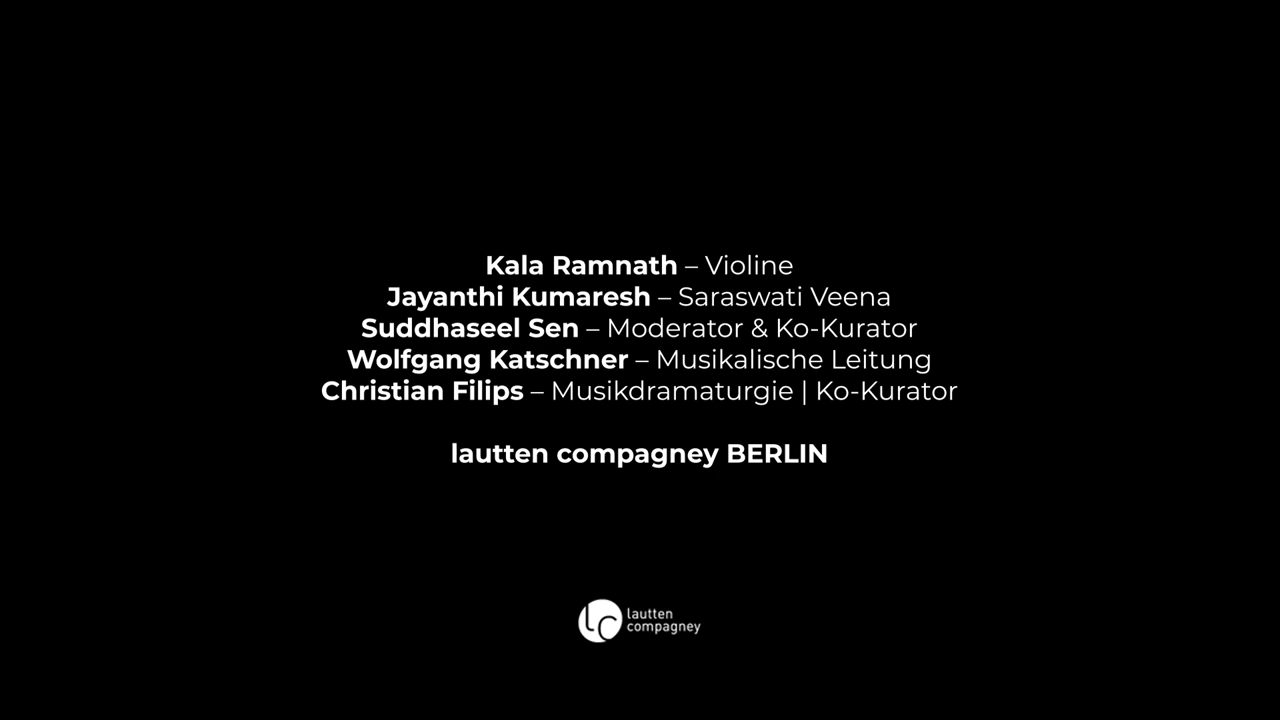 Kala Ramnath – Violine
Jayanthi Kumaresh – Saraswati Veena
Suddhaseel Sen – Moderator & Ko-Kurator
Wolfgang Katschner – Musikalische Leitung
Christian Filips – Musikdramaturgie | Ko-Kurator
lautten compagney BERLIN
lc lautten
compagney